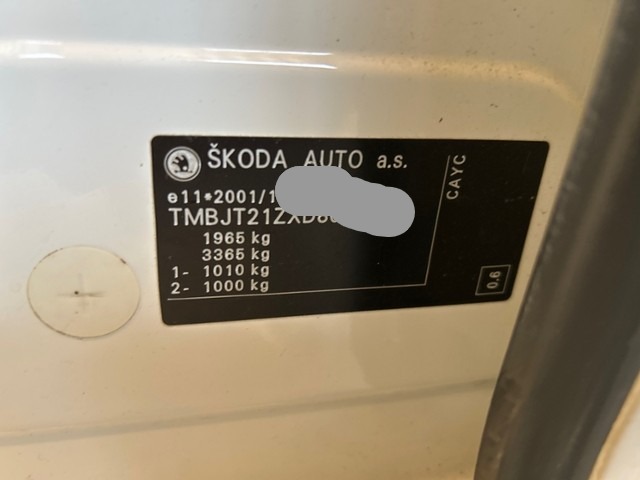 ŠKODA AUTO a.s.
e11*2001/1
TMBJT21ZXD8
1965 kg
3365 kg
1- 1010 kg
2- 1000 kg
CAYC
0.6